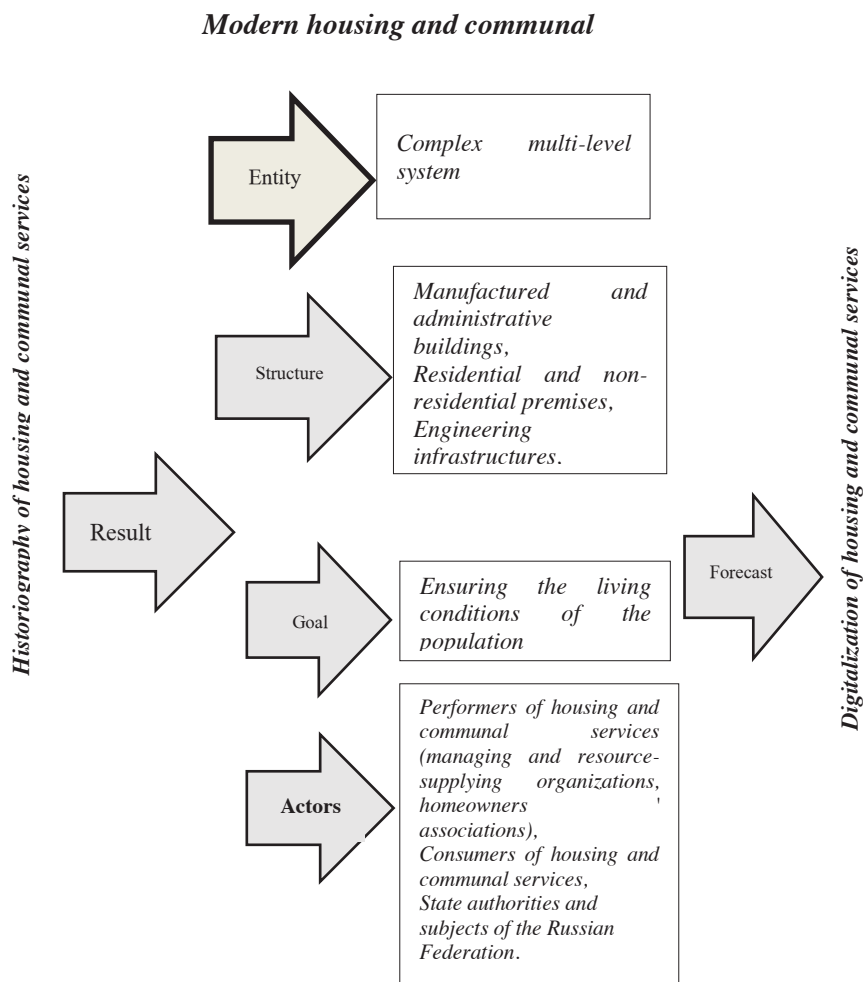 Modern housing and communal
Historiography of housing and communal services
Result
Entity
Complex multi-level
system
Structure
Manufactured and
administrative
buildings,
Residential and non-
residential premises,
Engineering
infrastructures.
Goal
Ensuring the living
conditions of the
population
Actors
Performers of housing and
communal services
(managing and resource-
supplying organizations,
homeowners '
associations),
Consumers of housing and
communal services,
State authorities and
subjects of the Russian
Federation.
Forecast
Digitalization of housing and communal services